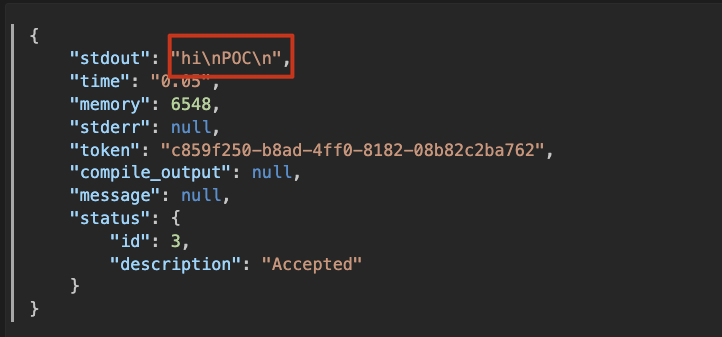 {
"stdout": "hi\nPOC\n",
"time": "0.05",
"memory": 6548,
"stderr": null,
"token": "c859f250-b8ad-4ff0-8182-08b82c2ba762",
"compile_output": null,
"message": null,
"status": {
"id": 3,
"description": "Accepted"
}
}